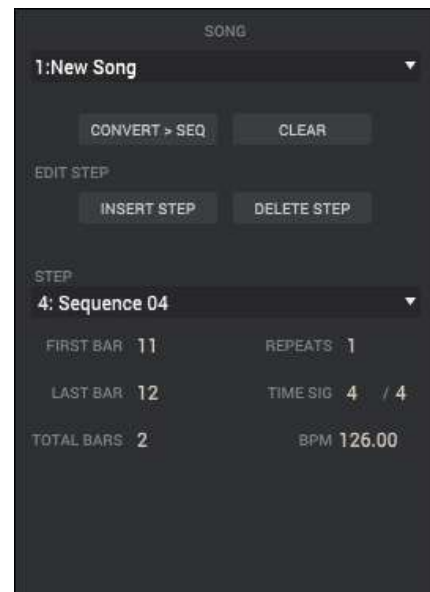 SONG
1:New Song
CONVERT > SEQ CLEAR
EDIT STEP
INSERT STEP DELETE STEP
STEP
4: Sequence 04
FIRST BAR 11 REPEATS 1
LAST BAR 12 TIME SIG 4 / 4
TOTAL BARS 2 BPM 126.00